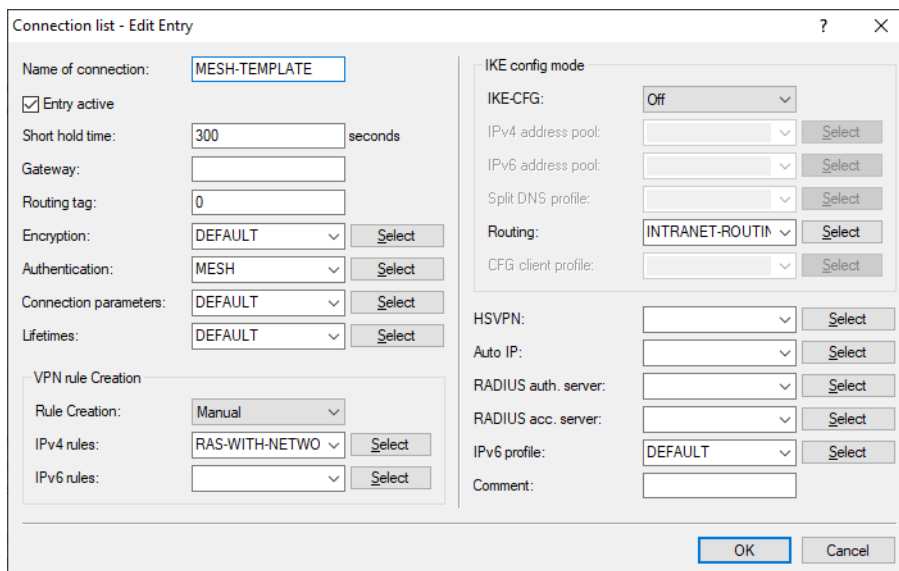 Connection list - Edit Entry
Name of connection: MESH-TEMPLATE
Entry active
Short hold time: 300 seconds
Gateway:
Routing tag: 0
Encryption: DEFAULT Select
Authentication: MESH Select
Connection parameters: DEFAULT Select
Lifetimes: DEFAULT Select
VPN rule Creation
Rule Creation: Manual
IPv4 rules: RAS-WITH-NETWO Select
IPv6 rules: Select
IKE config mode
IKE-CFG: Off
IPv4 address pool: Select
IPv6 address pool: Select
Split DNS profile: Select
Routing: INTRANET-ROUTIN Select
CFG client profile: Select
HSVPN: Select
Auto IP: Select
RADIUS auth. server: Select
RADIUS acc. server: Select
IPv6 profile: DEFAULT Select
Comment:
OK Cancel